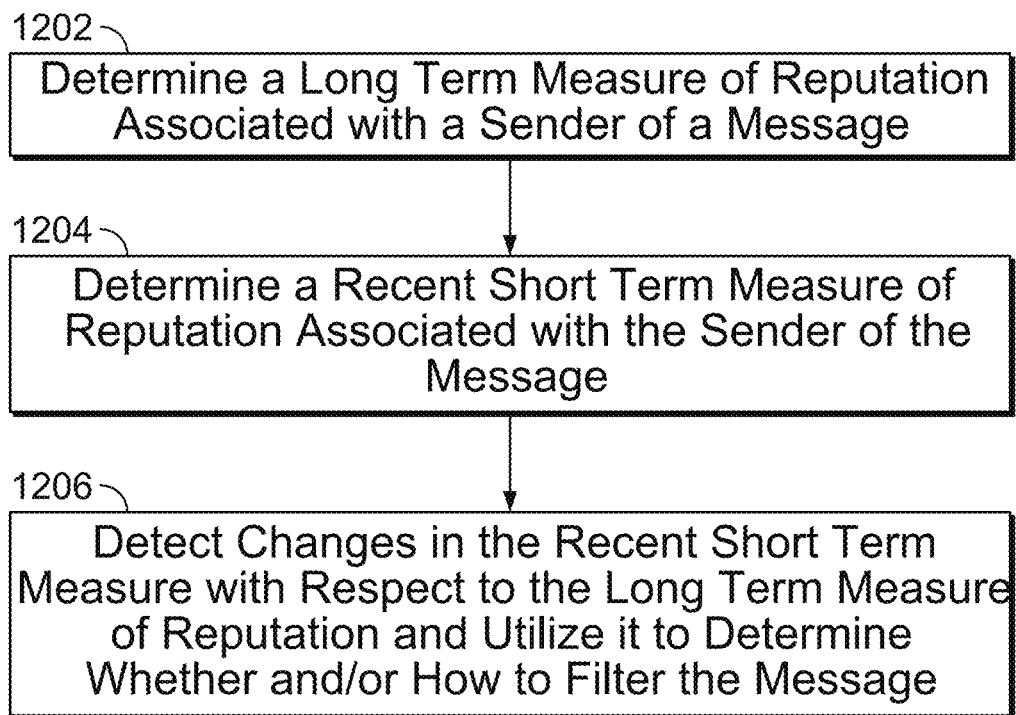 1202
Determine a Long Term Measure of Reputation
Associated with a Sender of a Message
1204
Determine a Recent Short Term Measure of
Reputation Associated with the Sender of the
Message
1206
Detect Changes in the Recent Short Term
Measure with Respect to the Long Term Measure
of Reputation and Utilize it to Determine
Whether and/or How to Filter the Message